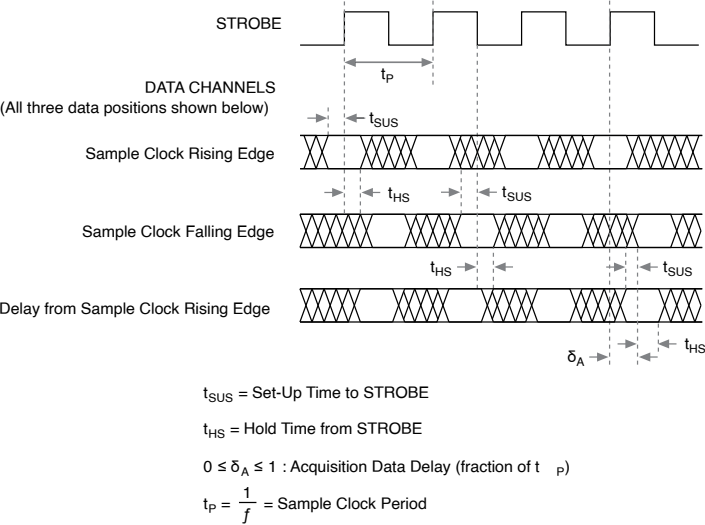 STROBE
tP
DATA CHANNELS
(All three data positions shown below)
tSUS
Sample Clock Rising Edge
tHS
tSUS
Sample Clock Falling Edge
tHS
tSUS
Delay from Sample Clock Rising Edge
tHS
δA
tSUS = Set-Up Time to STROBE
tHS = Hold Time from STROBE
0 ≤ δA ≤ 1 : Acquisition Data Delay (fraction of t P)
tP = 1/f = Sample Clock Period